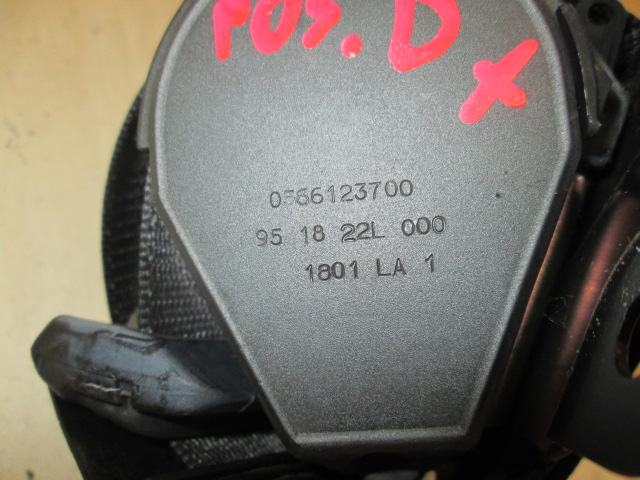 POS. DX
0566123700
95 18 22L 000
1801 LA 1